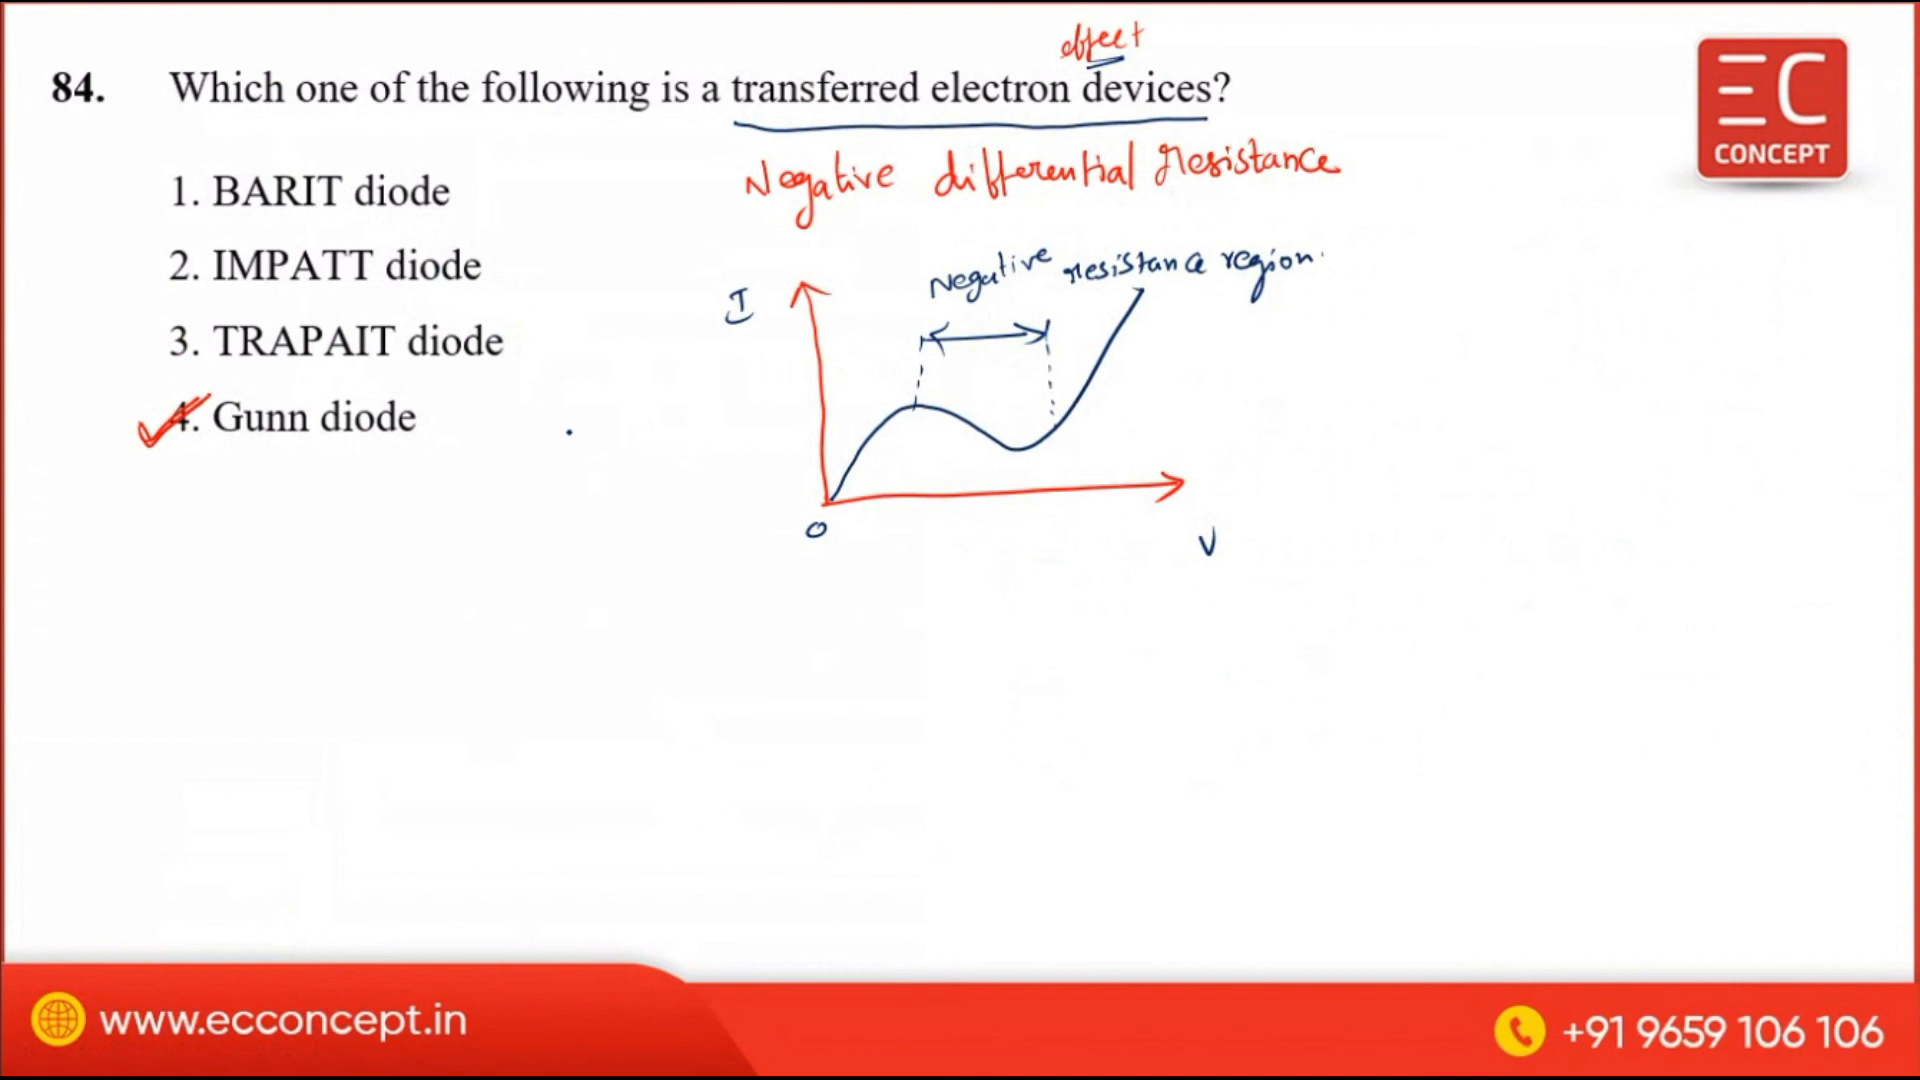 effect
84. Which one of the following is a transferred electron devices?
Negative differential resistance
1. BARIT diode
2. IMPATT diode
3. TRAPAIT diode
4. Gunn diode
Negative resistance region.
I
O
V
EC
CONCEPT
www.ecconcept.in
+91 9659 106 106